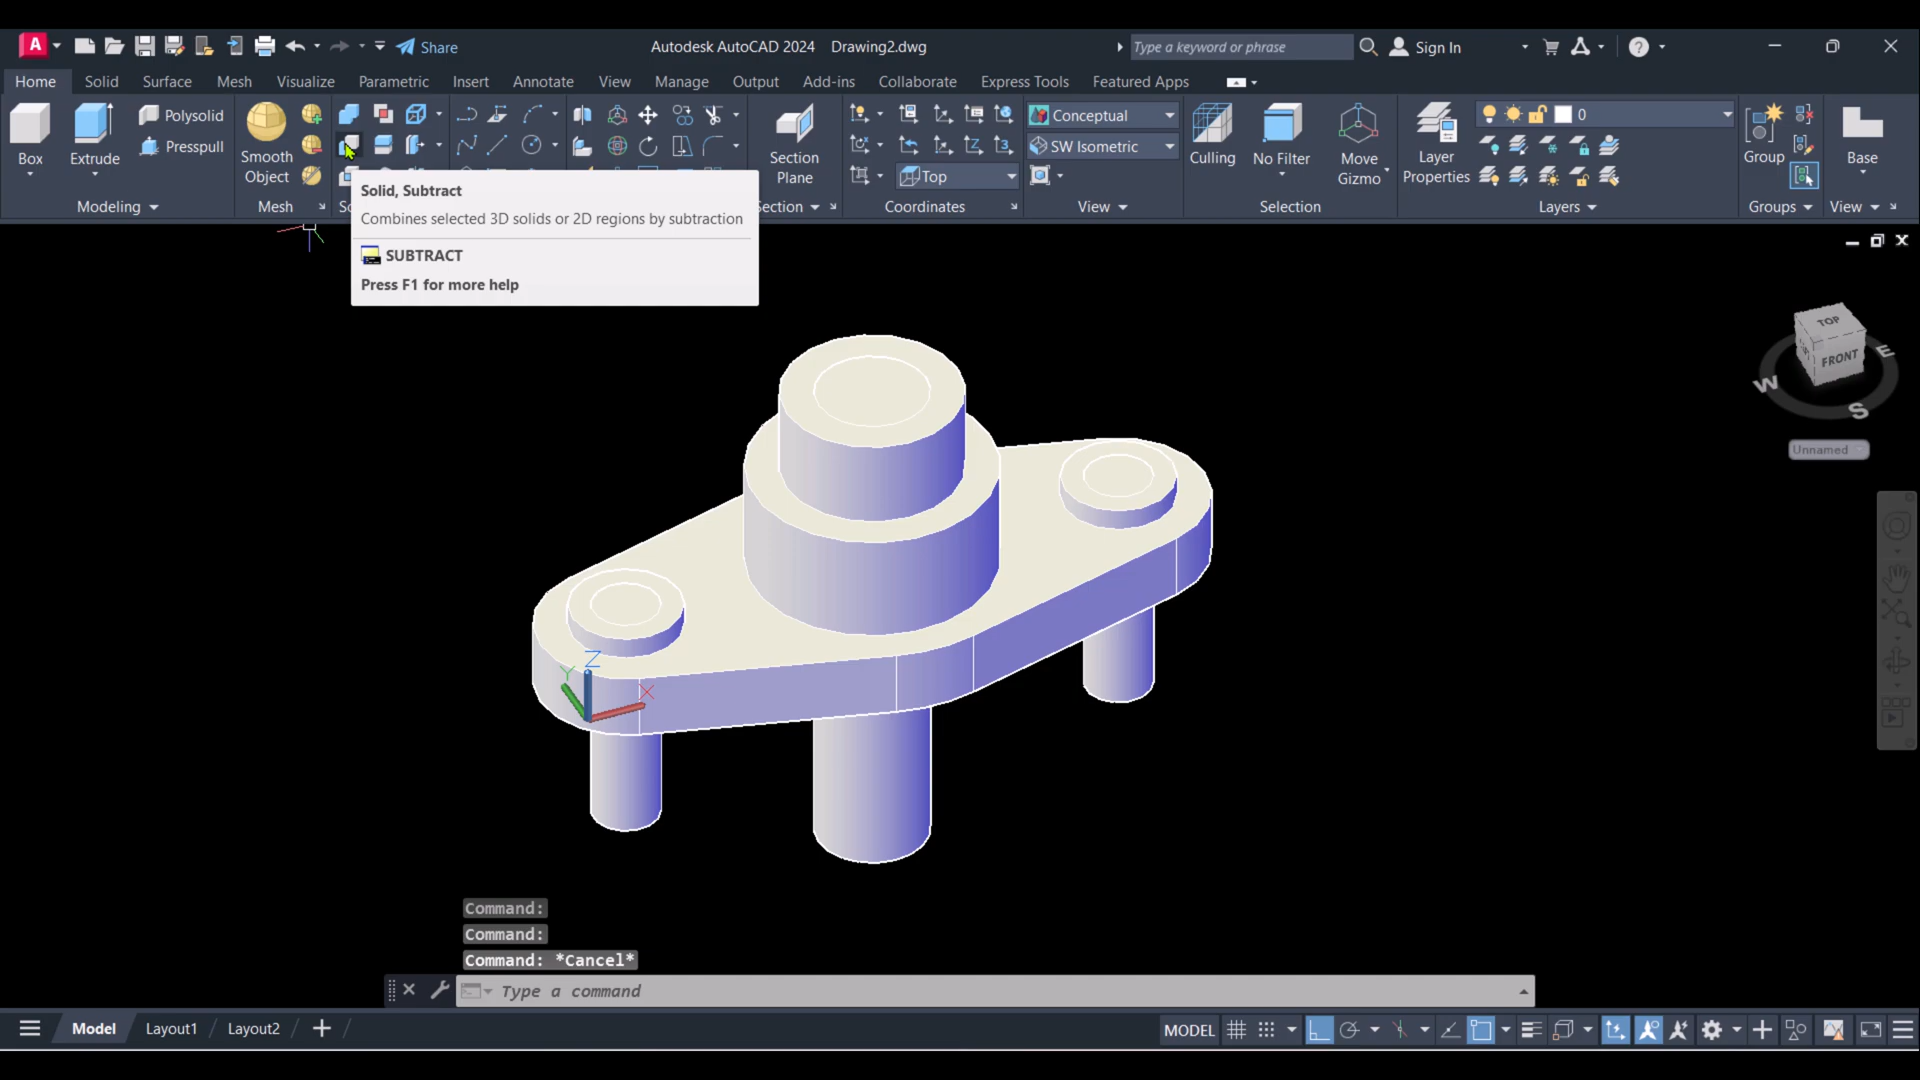 A
Share
Autodesk AutoCAD 2024 Drawing2.dwg
Type a keyword or phrase
Sign In
Home Solid Surface Mesh Visualize Parametric Insert Annotate View Manage Output Add-ins Collaborate Express Tools Featured Apps
Box
Extrude
Polysolid
Presspull
Modeling
Smooth
Object
Mesh
Solid, Subtract
Combines selected 3D solids or 2D regions by subtraction
SUBTRACT
Press F1 for more help
Section
Plane
Section
Top
Coordinates
Conceptual
SW Isometric
View
Culling
No Filter
Move
Gizmo
Selection
Layer
Properties
0
Layers
Group
Groups
Base
View
TOP
FRONT
W
E
S
Unnamed
Z
Y
X
Command:
Command:
Command: *Cancel*
Type a command
Model Layout1 Layout2
MODEL